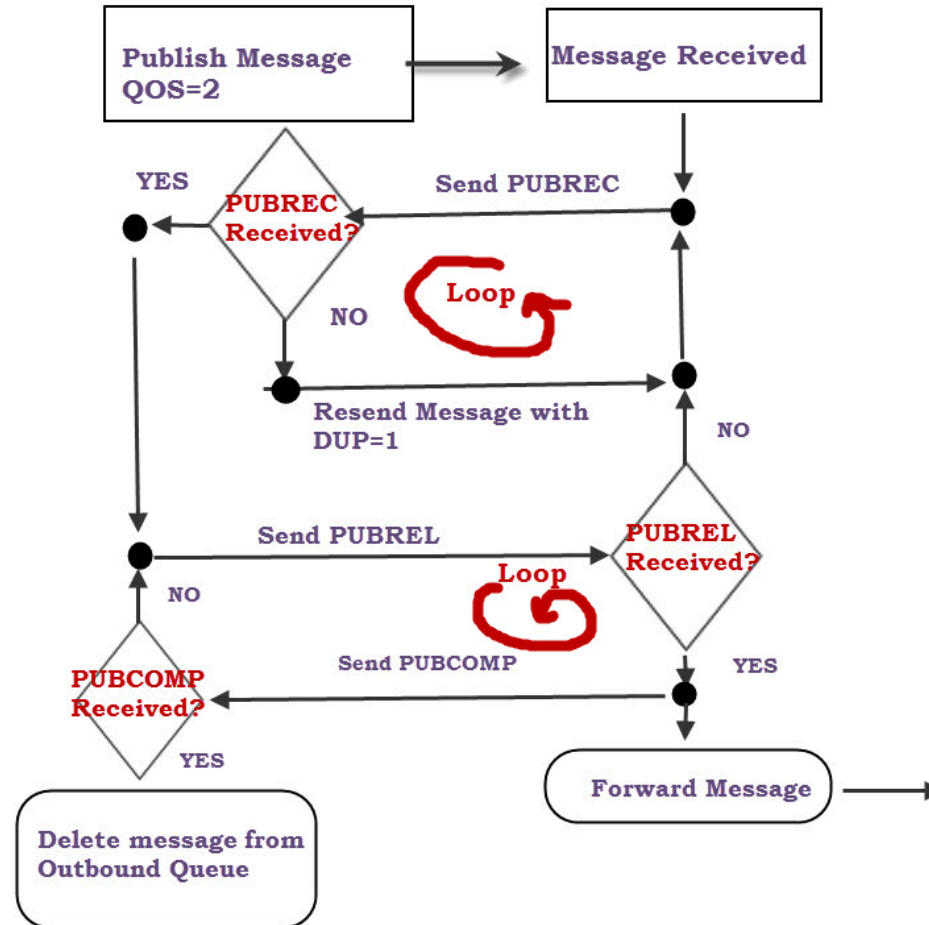 Publish Message
QOS=2
Message Received
YES
Send PUBREC
PUBREC
Received?
Loop
NO
Resend Message with
DUP=1
NO
Send PUBREL
PUBREL
Received?
Loop
NO
Send PUBCOMP
YES
PUBCOMP
Received?
YES
Forward Message
Delete message from
Outbound Queue